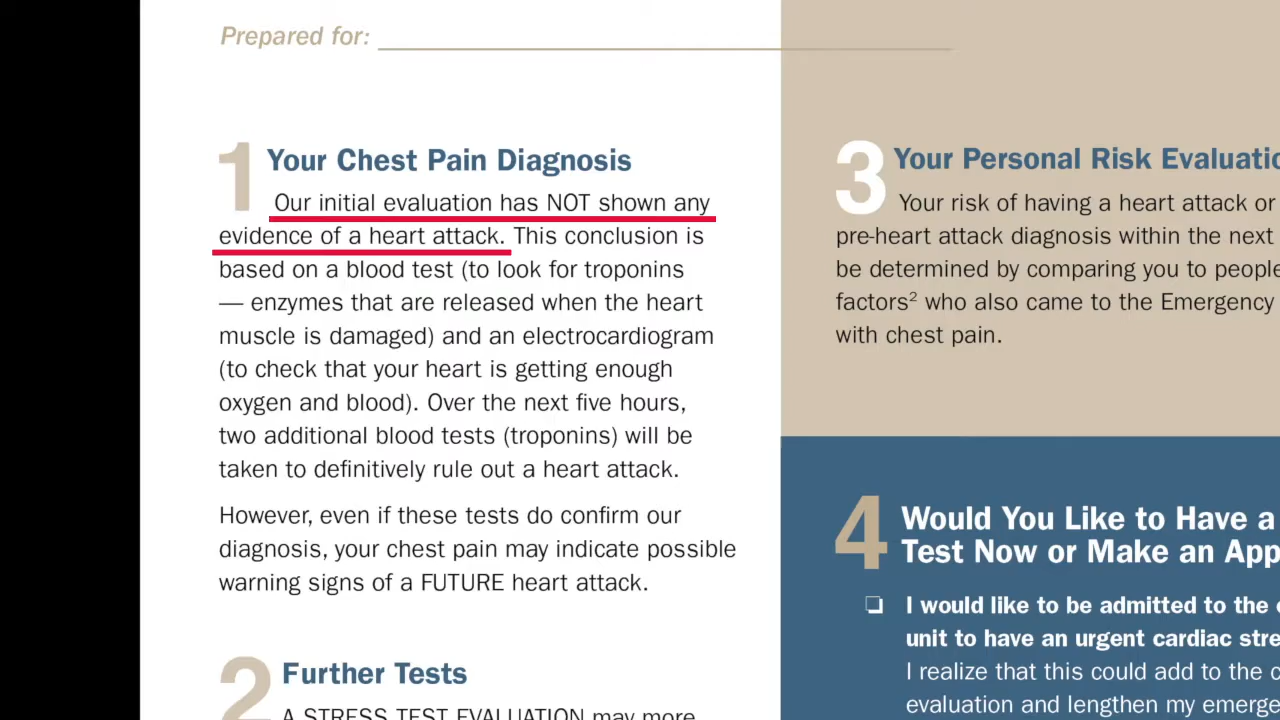 Prepared for:
1
Your Chest Pain Diagnosis
Our initial evaluation has NOT shown any
evidence of a heart attack. This conclusion is
based on a blood test (to look for troponins
— enzymes that are released when the heart
muscle is damaged) and an electrocardiogram
(to check that your heart is getting enough
oxygen and blood). Over the next five hours,
two additional blood tests (troponins) will be
taken to definitively rule out a heart attack.
However, even if these tests do confirm our
diagnosis, your chest pain may indicate possible
warning signs of a FUTURE heart attack.
2
Further Tests
A STRESS TEST EVALUATION may more
3
Your Personal Risk Evaluatio
Your risk of having a heart attack or
pre-heart attack diagnosis within the next
be determined by comparing you to people
factors² who also came to the Emergency
with chest pain.
4
Would You Like to Have a
Test Now or Make an App
❏ I would like to be admitted to the
unit to have an urgent cardiac stre
I realize that this could add to the c
evaluation and lengthen my emerge